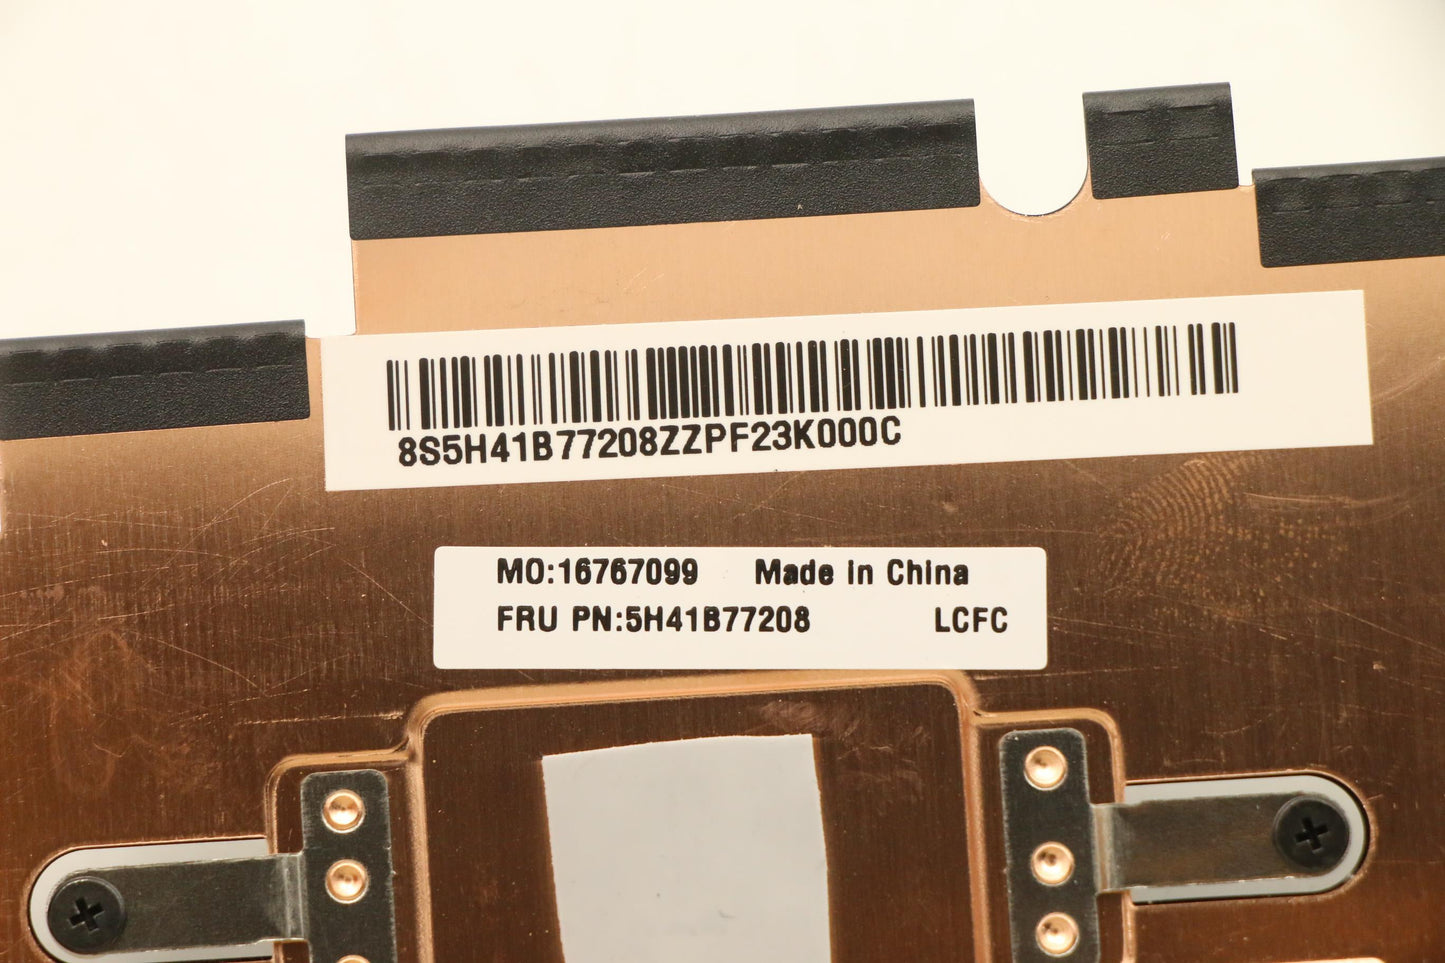 8S5H41B77208ZZPF23K000C
MO:16767099 Made in China
FRU PN:5H41B77208 LCFC